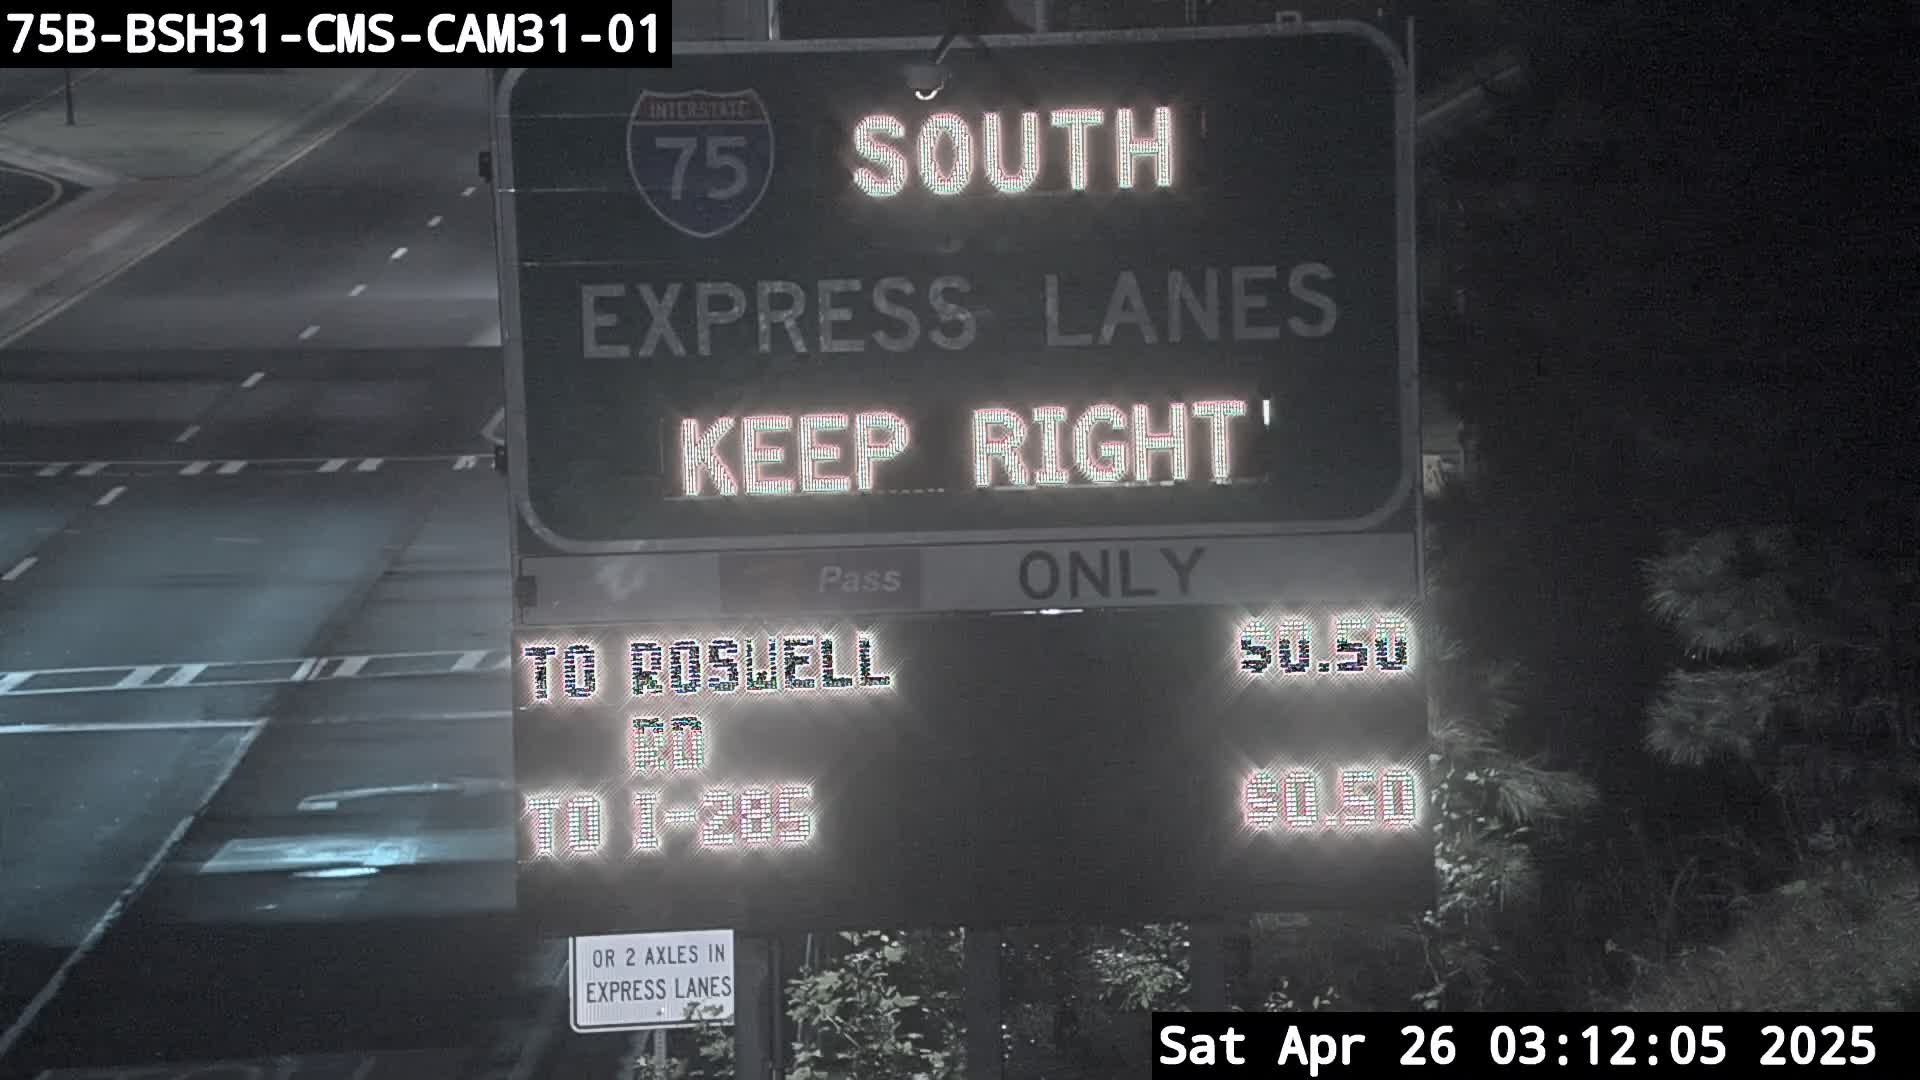 75B-BSH31-CMS-CAM31-01
INTERSTATE
75
SOUTH
EXPRESS LANES
KEEP RIGHT
Pass ONLY
TO ROSWELL $0.50
RD
TO I-285 $0.50
OR 2 AXLES IN
EXPRESS LANES
Sat Apr 26 03:12:05 2025